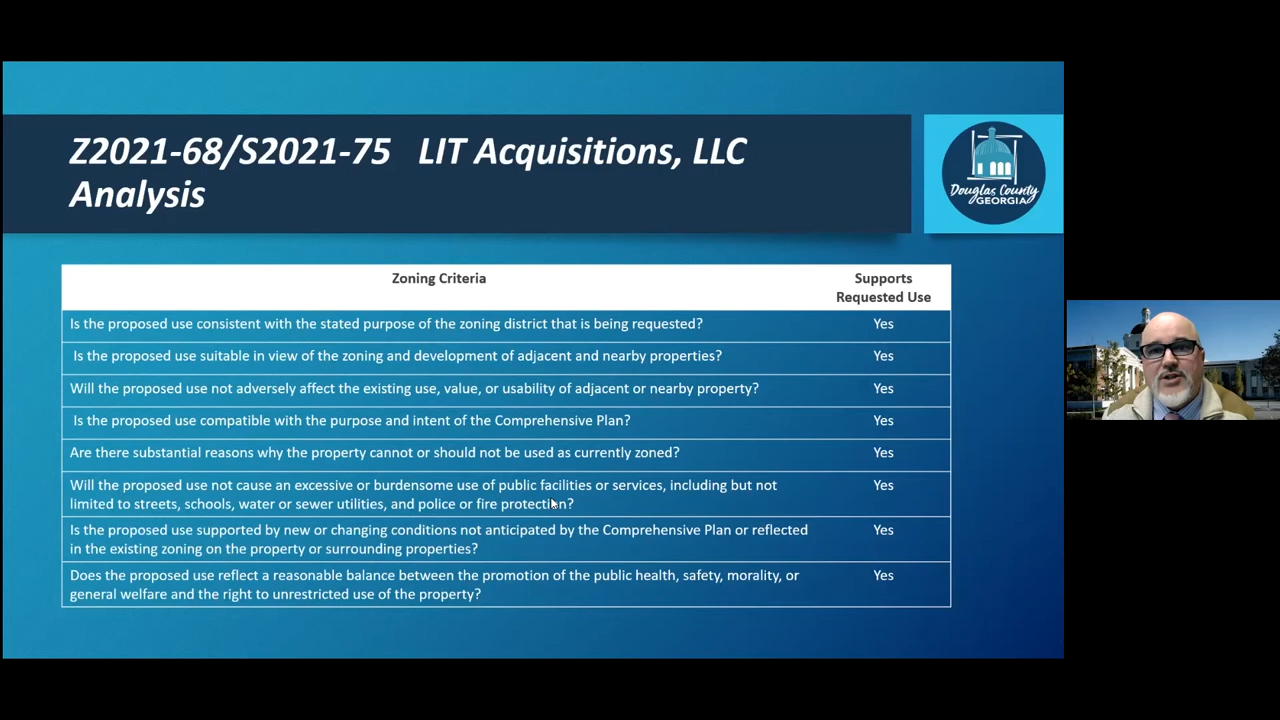 Z2021-68/S2021-75 LIT Acquisitions, LLC
Analysis
Douglas County
GEORGIA
Zoning Criteria
Supports
Requested Use
Is the proposed use consistent with the stated purpose of the zoning district that is being requested? Yes
Is the proposed use suitable in view of the zoning and development of adjacent and nearby properties? Yes
Will the proposed use not adversely affect the existing use, value, or usability of adjacent or nearby property? Yes
Is the proposed use compatible with the purpose and intent of the Comprehensive Plan? Yes
Are there substantial reasons why the property cannot or should not be used as currently zoned? Yes
Will the proposed use not cause an excessive or burdensome use of public facilities or services, including but not Yes
limited to streets, schools, water or sewer utilities, and police or fire protection?
Is the proposed use supported by new or changing conditions not anticipated by the Comprehensive Plan or reflected Yes
in the existing zoning on the property or surrounding properties?
Does the proposed use reflect a reasonable balance between the promotion of the public health, safety, morality, or Yes
general welfare and the right to unrestricted use of the property?